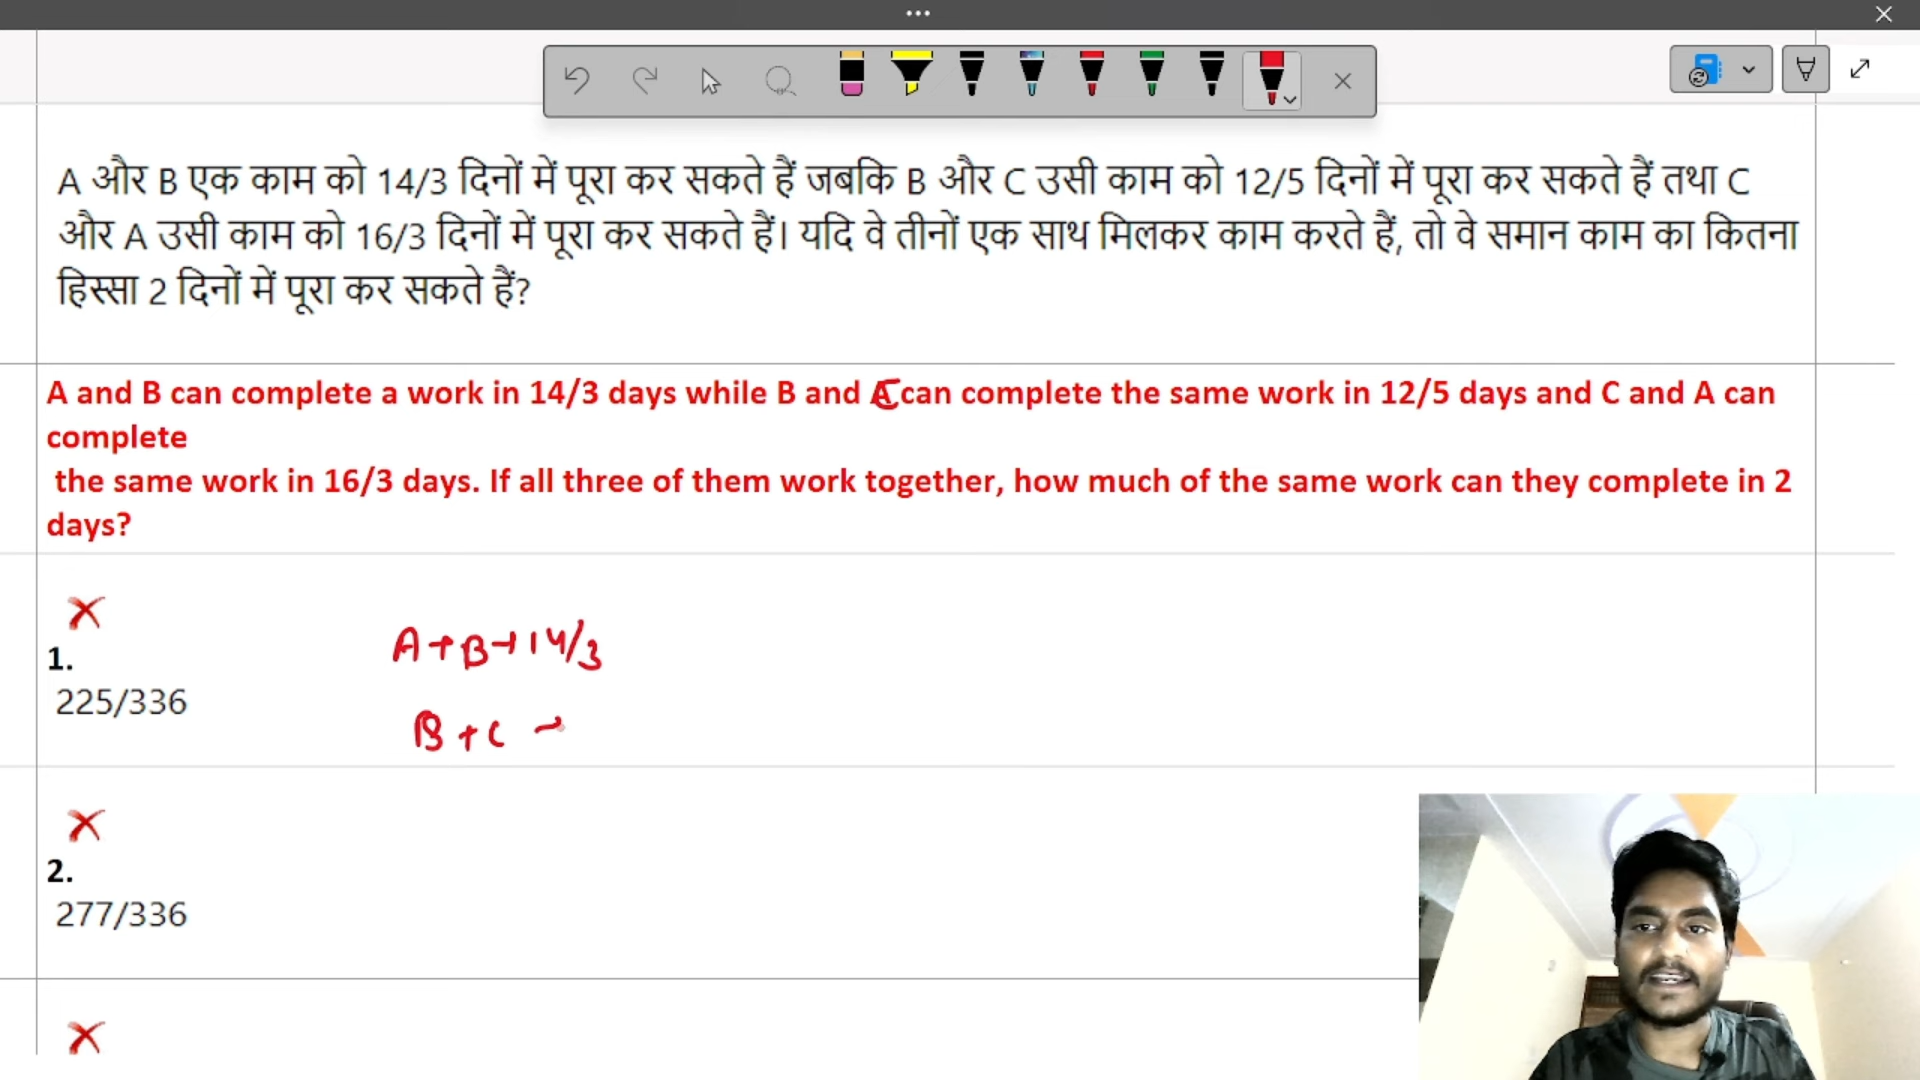 A और B एक काम को 14/3 दिनों में पूरा कर सकते हैं जबकि B और C उसी काम को 12/5 दिनों में पूरा कर सकते हैं तथा C
और A उसी काम को 16/3 दिनों में पूरा कर सकते हैं। यदि वे तीनों एक साथ मिलकर काम करते हैं, तो वे समान काम का कितना
हिस्सा 2 दिनों में पूरा कर सकते हैं?
A and B can complete a work in 14/3 days while B and C can complete the same work in 12/5 days and C and A can
complete
the same work in 16/3 days. If all three of them work together, how much of the same work can they complete in 2
days?
A+B→14/3
1.
225/336
B+C →
2.
277/336